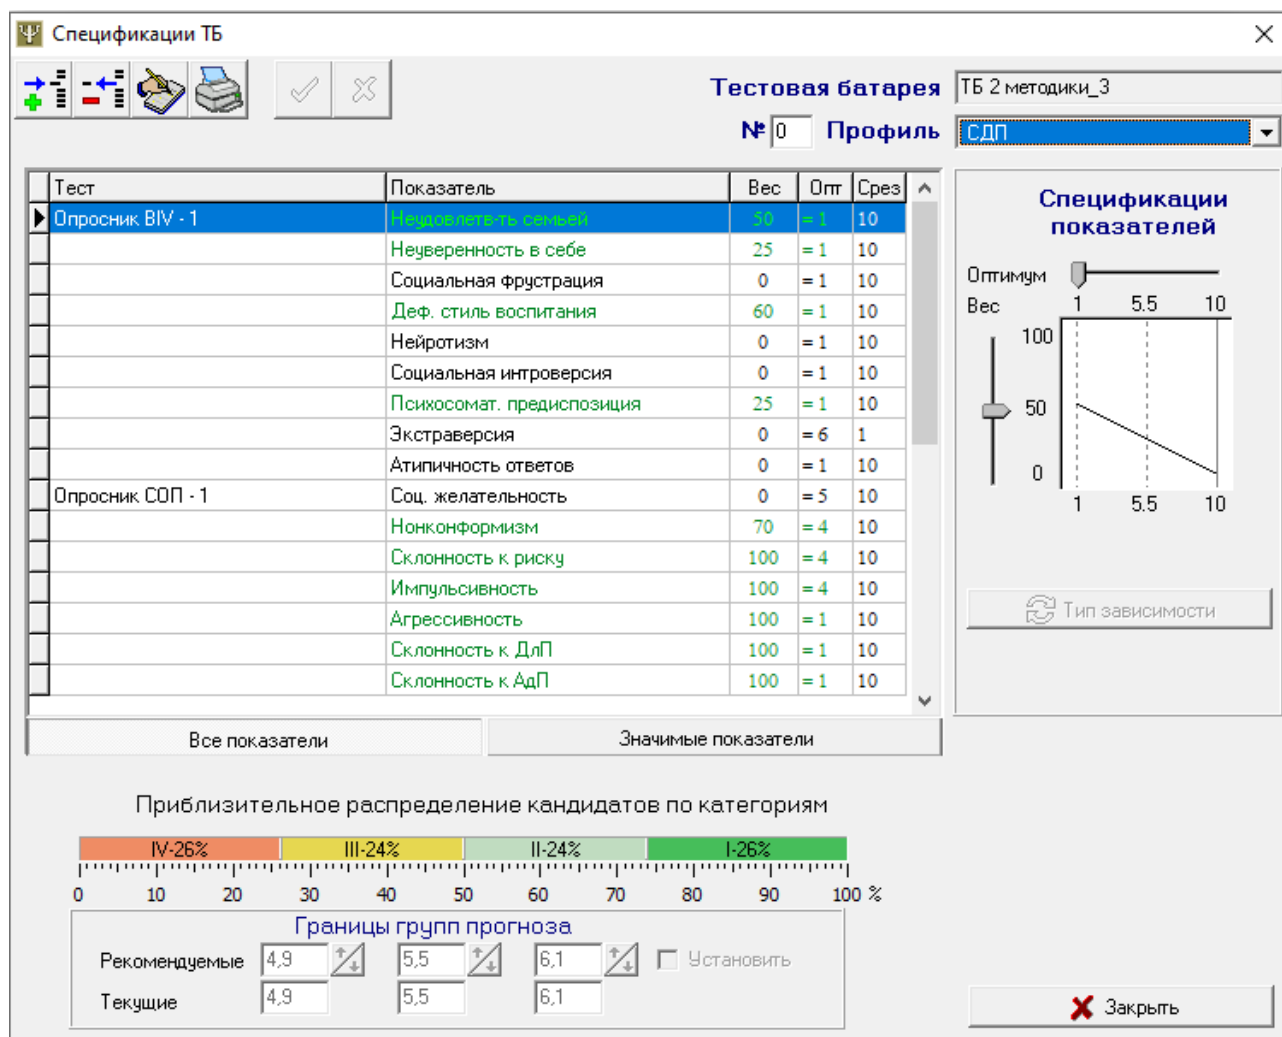 Спецификации ТБ
Тестовая батарея ТБ 2 методики_3
№ 0 Профиль СДП
Тест Показатель Вес Опт Срез
Опросник BIV - 1 Неудовлетв-ть семьей 50 = 1 10
Неуверенность в себе 25 = 1 10
Социальная фрустрация 0 = 1 10
Деф. стиль воспитания 60 = 1 10
Нейротизм 0 = 1 10
Социальная интроверсия 0 = 1 10
Психосомат. предиспозиция 25 = 1 10
Экстраверсия 0 = 6 1
Атипичность ответов 0 = 1 10
Опросник СОП - 1 Соц. желательность 0 = 5 10
Нонконформизм 70 = 4 10
Склонность к риску 100 = 4 10
Импульсивность 100 = 4 10
Агрессивность 100 = 1 10
Склонность к ДлП 100 = 1 10
Склонность к АдП 100 = 1 10
Все показатели Значимые показатели
Спецификации
показателей
Оптимум
Вес 1 5.5 10
100
50
0
1 5.5 10
Тип зависимости
Приблизительное распределение кандидатов по категориям
IV-26% III-24% II-24% I-26%
0 10 20 30 40 50 60 70 80 90 100 %
Границы групп прогноза
Рекомендуемые 4,9 5,5 6,1 Установить
Текущие 4,9 5,5 6,1
Закрыть